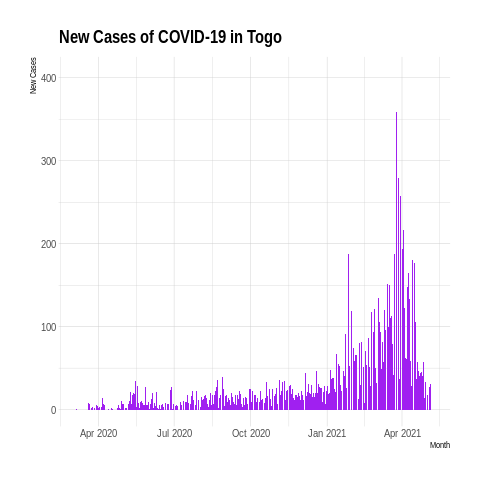 New Cases of COVID-19 in Togo
New Cases
400
300
200
100
0
Apr 2020
Jul 2020
Oct 2020
Jan 2021
Apr 2021
Month